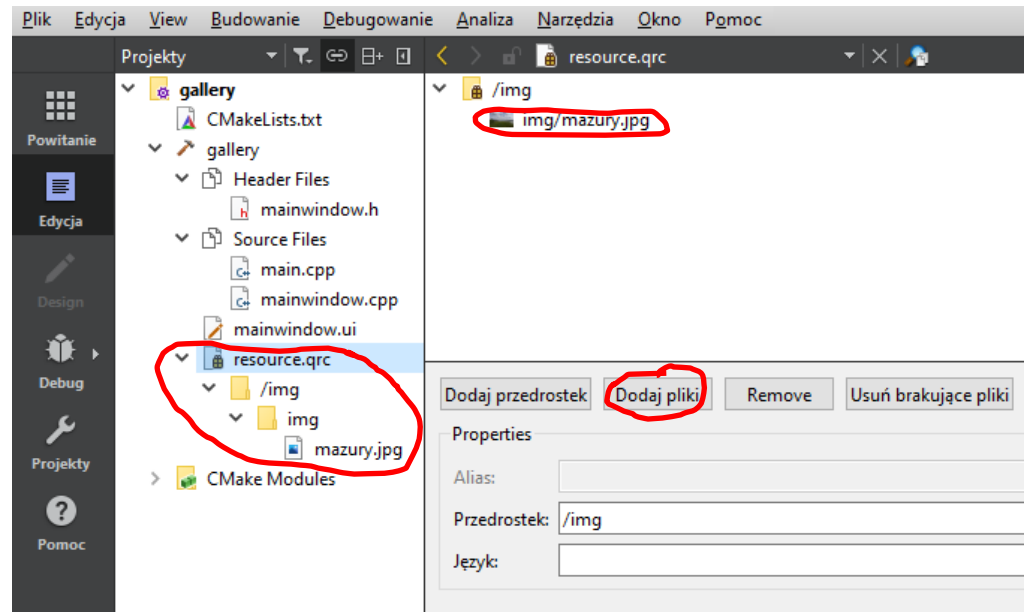 Plik Edycja View Budowanie Debugowanie Analiza Narzędzia Okno Pomoc
Projekty
resource.qrc
Powitanie
Edycja
Design
Debug
Projekty
Pomoc
gallery
CMakeLists.txt
gallery
Header Files
mainwindow.h
Source Files
main.cpp
mainwindow.cpp
mainwindow.ui
resource.qrc
/img
img
mazury.jpg
CMake Modules
/img
img/mazury.jpg
Dodaj przedrostek Dodaj pliki Remove Usuń brakujące pliki
Properties
Alias:
Przedrostek: /img
Język: